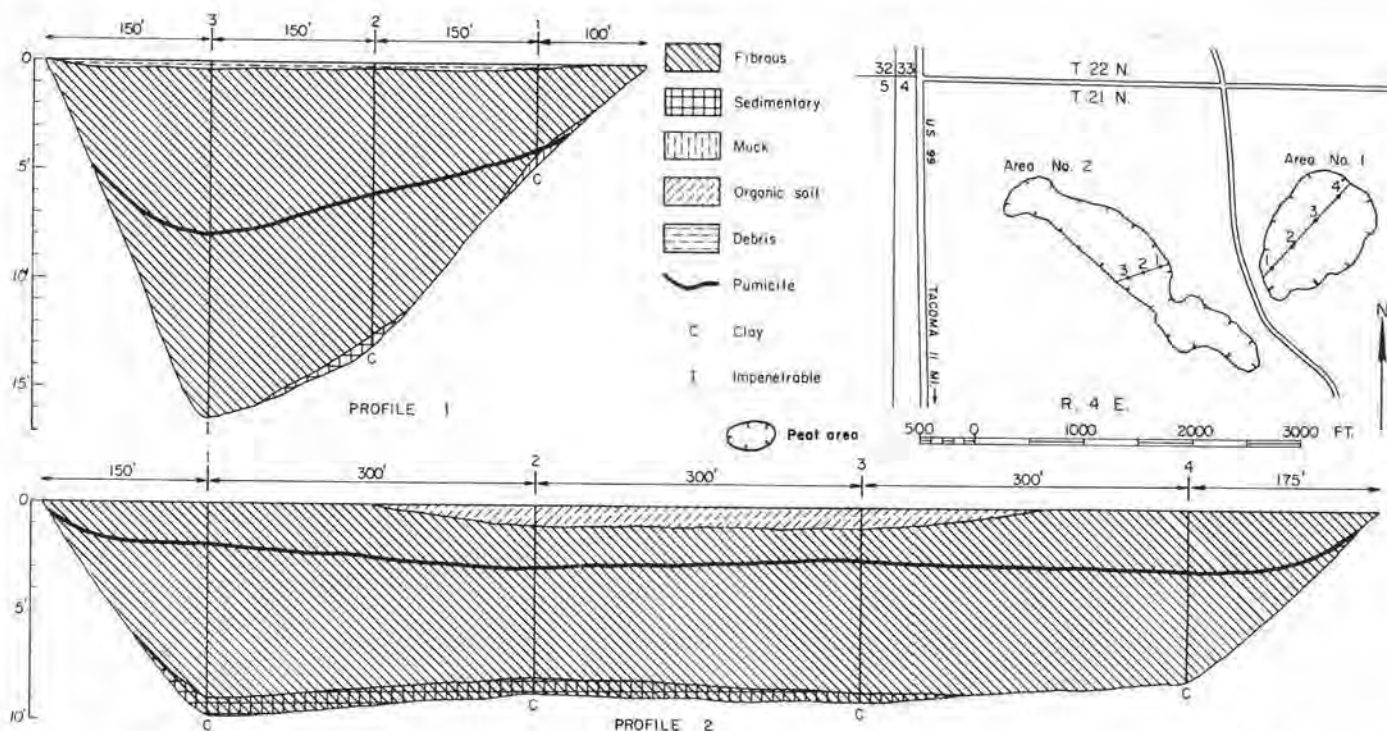 150' 3 150' 2 150' 1 100'
0
5'
10'
15'
C
C
I
PROFILE 1
Fibrous
Sedimentary
Muck
Organic soil
Debris
Pumicite
C Clay
I Impenetrable
Peat area
32 33
5 4
T 22 N.
T 21 N.
US 99
TACOMA 11 MI.
Area No. 2
3 2 1
Area No. 1
4
3
2
1
N
R. 4 E.
500 0 1000 2000 3000 FT.
150' 1 300' 2 300' 3 300' 4 175'
0
5'
10'
C
C
C
C
PROFILE 2